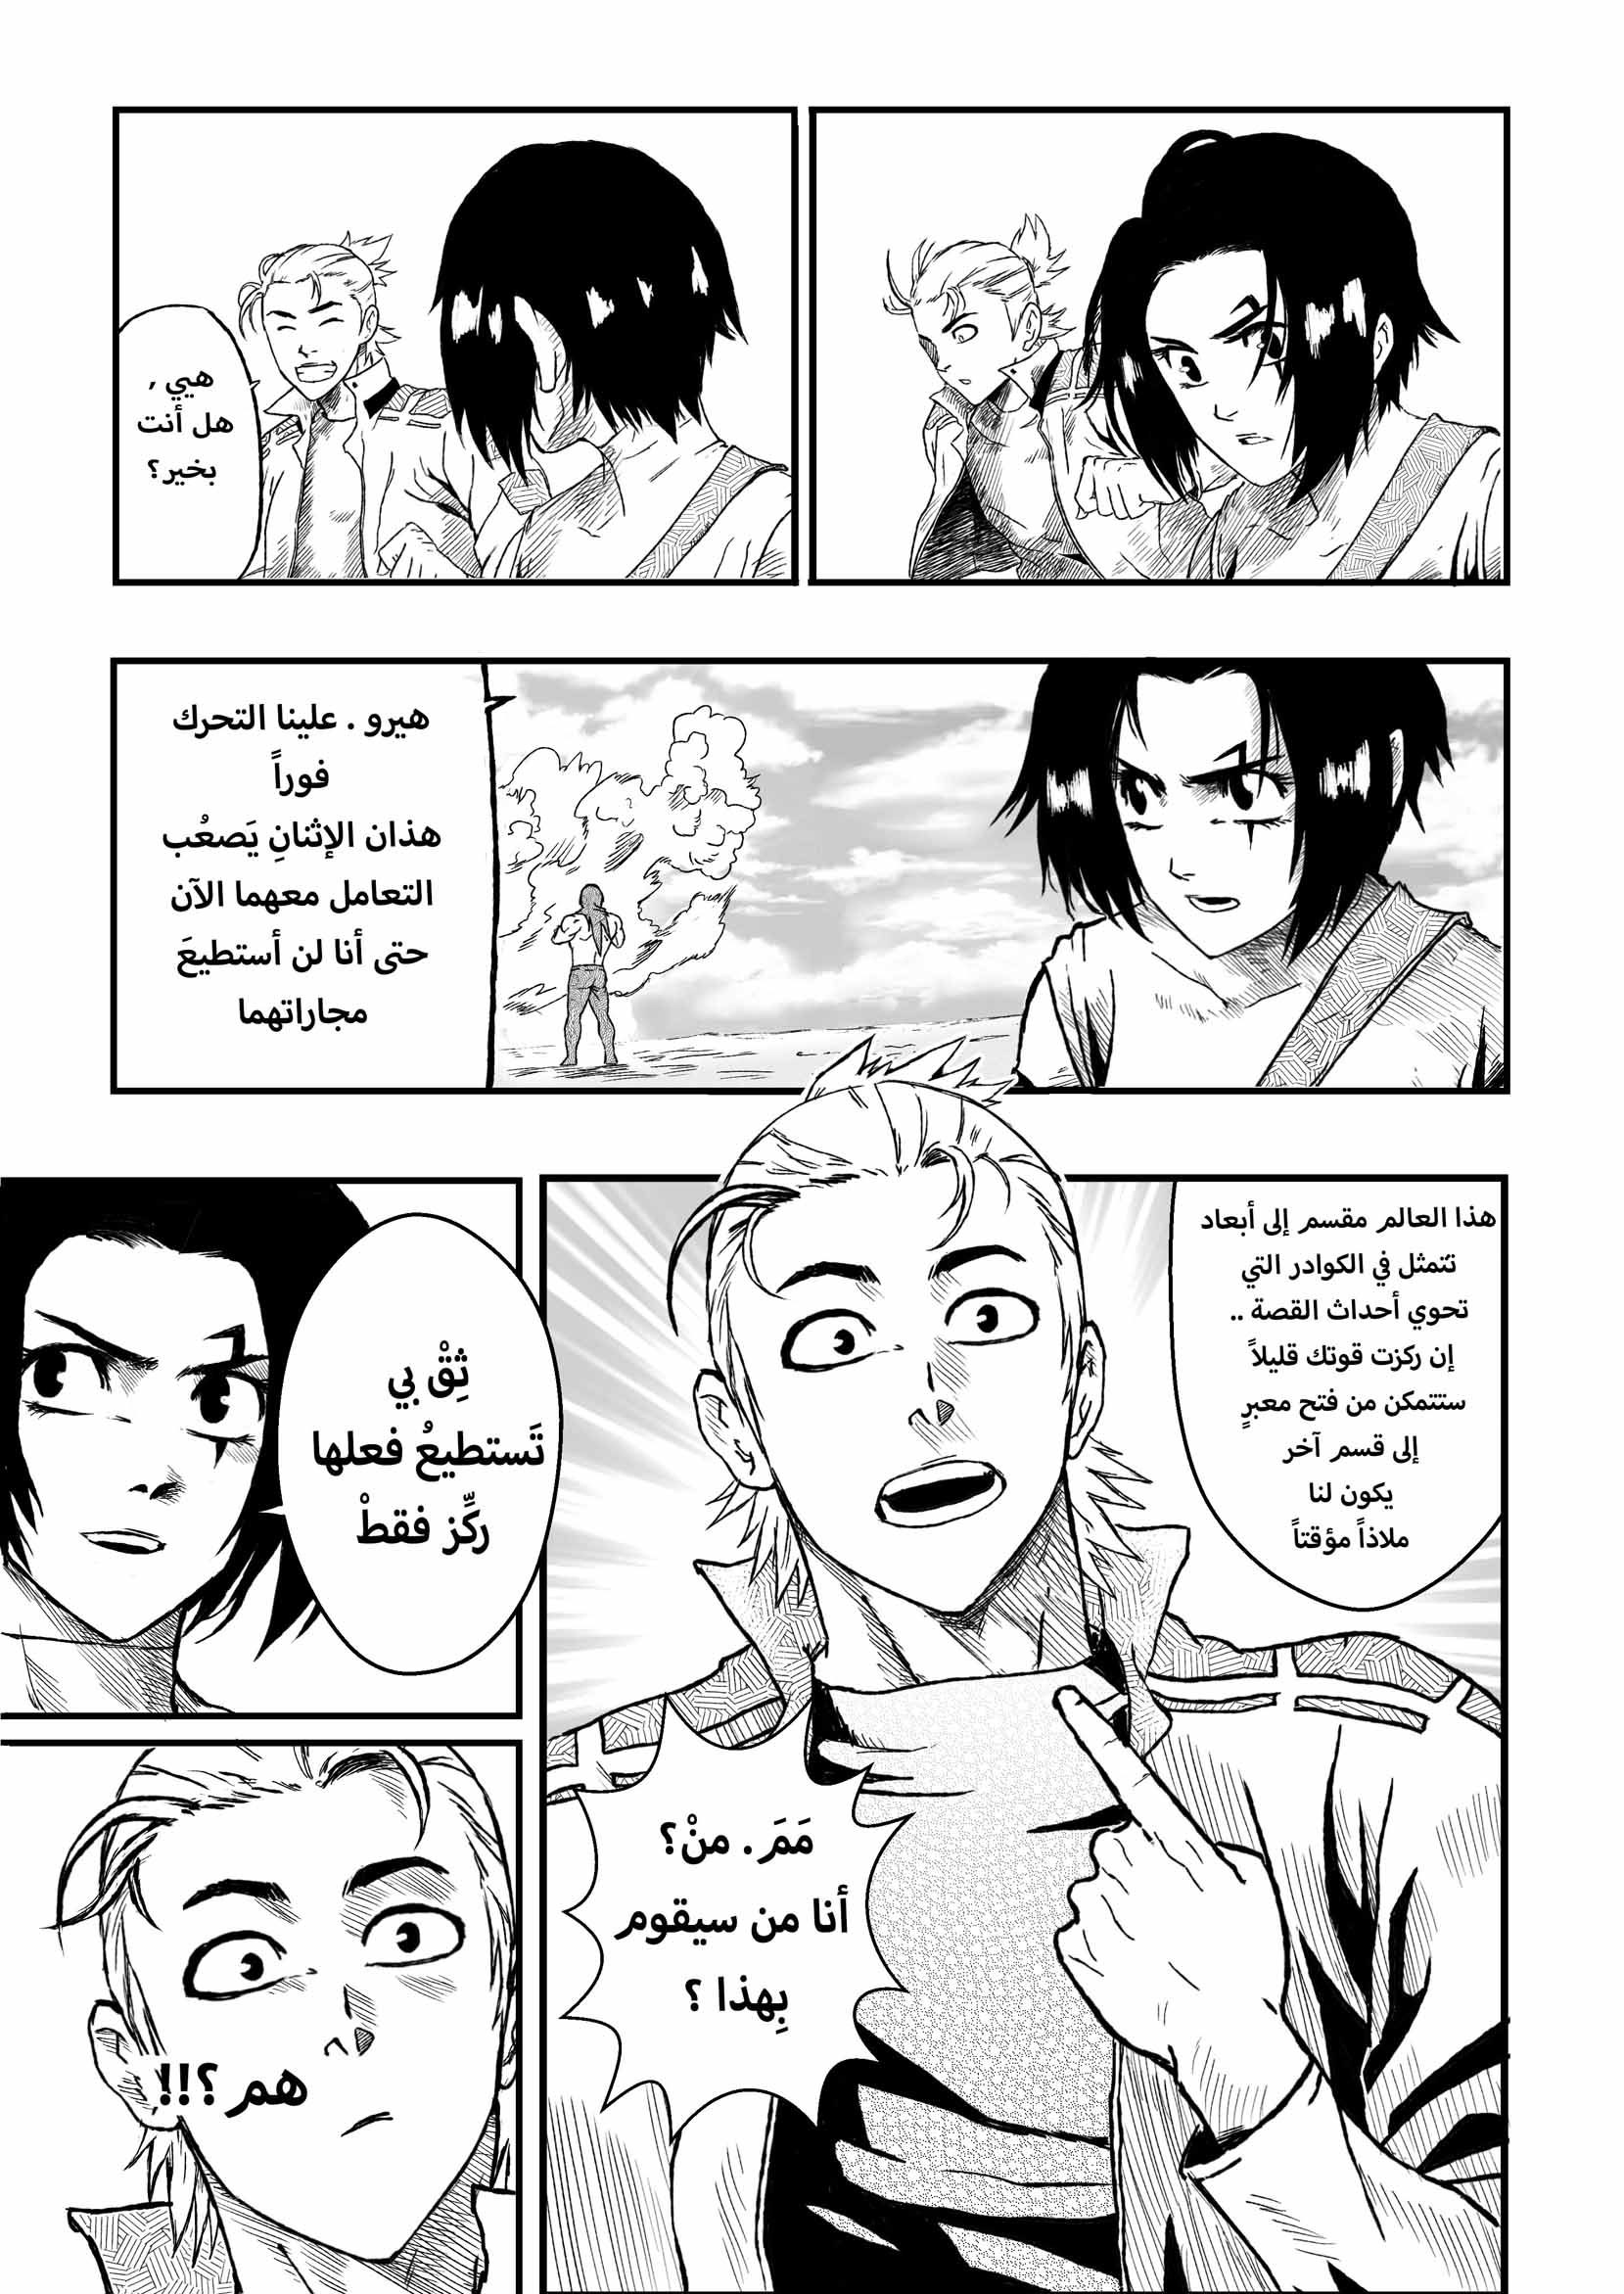 هيي ,
هل أنت
بخير؟
هيرو . علينا التحرك
فوراً
هذان الإثنانِ يَصعُب
التعامل معهما الآن
حتى أنا لن أستطيعَ
مجاراتهما
هذا العالم مقسم إلى أبعاد
تتمثل في الكوادر التي
تحوي أحداث القصة ..
إن ركزت قوتك قليلاً
ستتمكن من فتح معبرٍ
إلى قسم آخر
يكون لنا
ملاذاً مؤقتاً
مَمَ . منْ؟
أنا من سيقوم
بِهذا ؟
ثِقْ بي
تَستطيعُ فعلها
ركِّز فقطْ
هم ؟!!